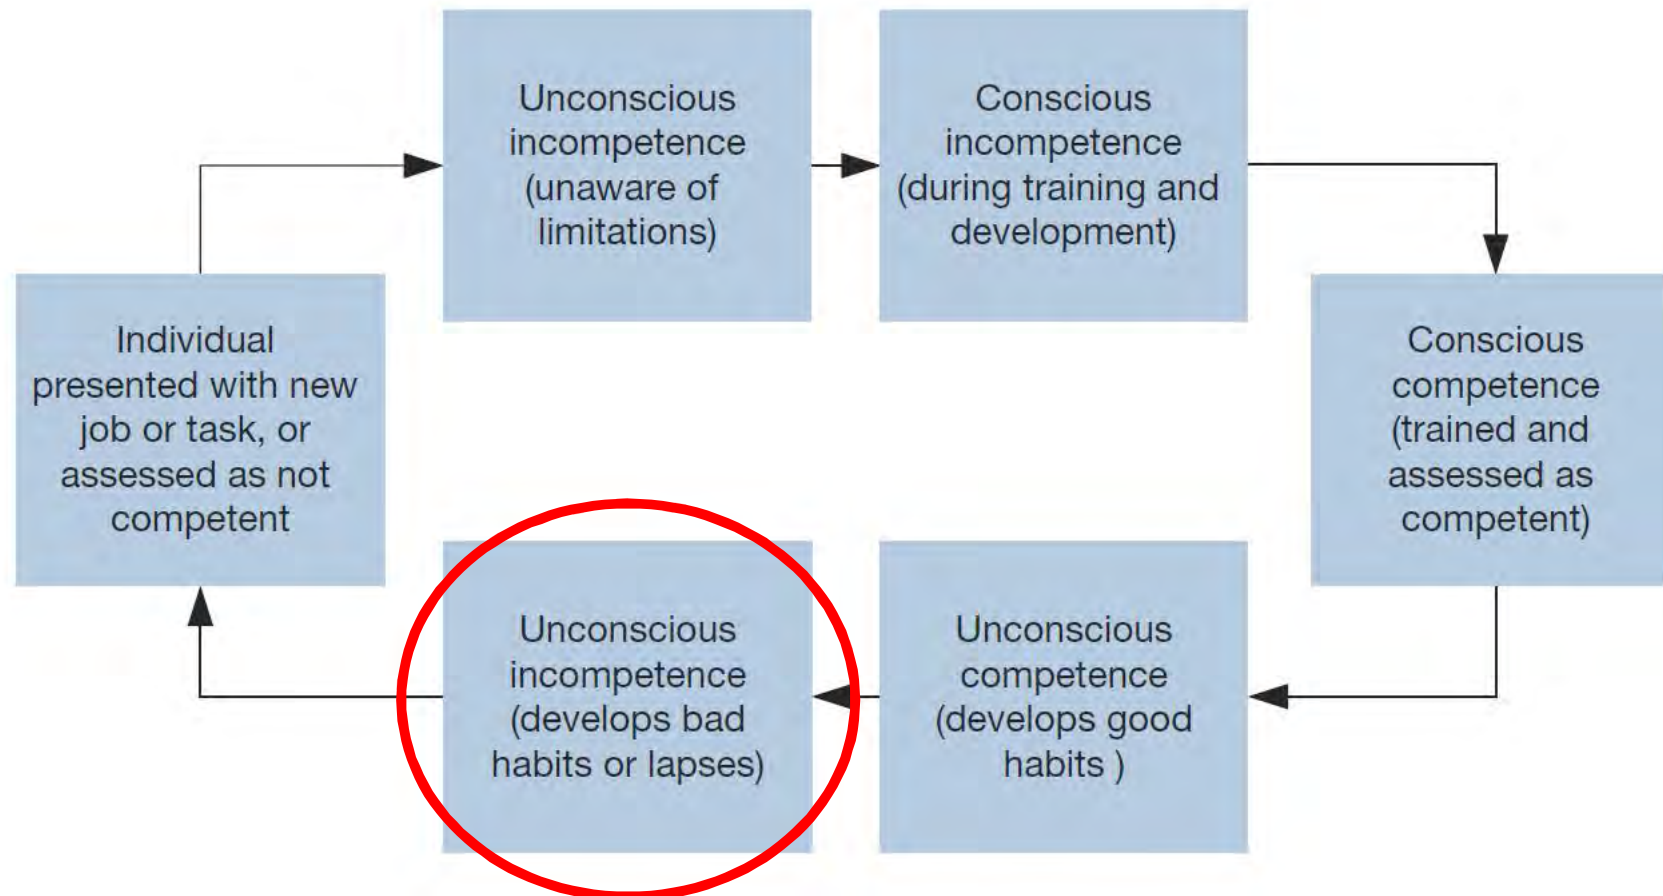 Unconscious
incompetence
(unaware of
limitations)
Conscious
incompetence
(during training and
development)
Conscious
competence
(trained and
assessed as
competent)
Unconscious
competence
(develops good
habits )
Unconscious
incompetence
(develops bad
habits or lapses)
Individual
presented with new
job or task, or
assessed as not
competent